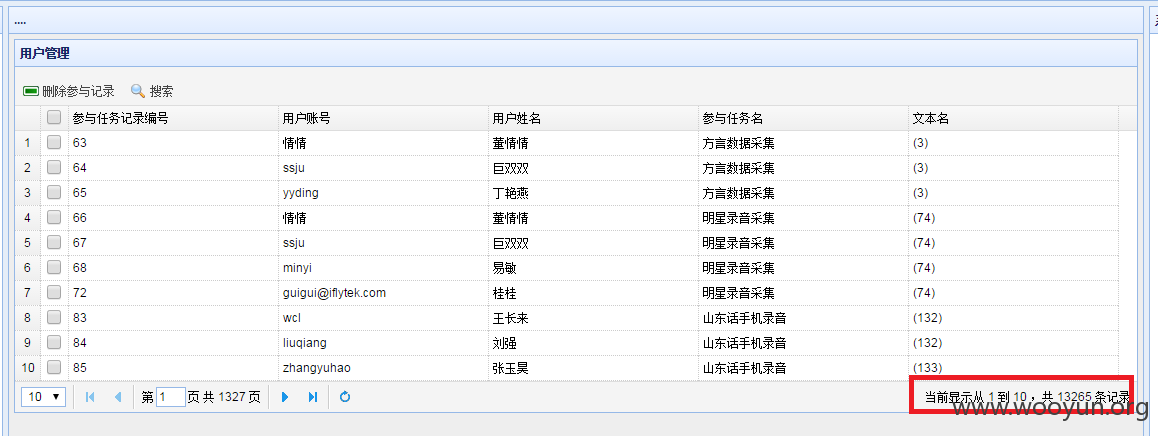 ....
用户管理
删除参与记录 搜索
参与任务记录编号 用户账号 用户姓名 参与任务名 文本名
1 63 情情 董情情 方言数据采集 (3)
2 64 ssju 巨双双 方言数据采集 (3)
3 65 yyding 丁艳燕 方言数据采集 (3)
4 66 情情 董情情 明星录音采集 (74)
5 67 ssju 巨双双 明星录音采集 (74)
6 68 minyi 易敏 明星录音采集 (74)
7 72 guigui@iflytek.com 桂桂 明星录音采集 (74)
8 83 wcl 王长来 山东话手机录音 (132)
9 84 liuqiang 刘强 山东话手机录音 (132)
10 85 zhangyuhao 张玉昊 山东话手机录音 (133)
10 第 1 页 共 1327 页 当前显示从 1 到 10 ，共 13265 条记录
www.wooyun.org